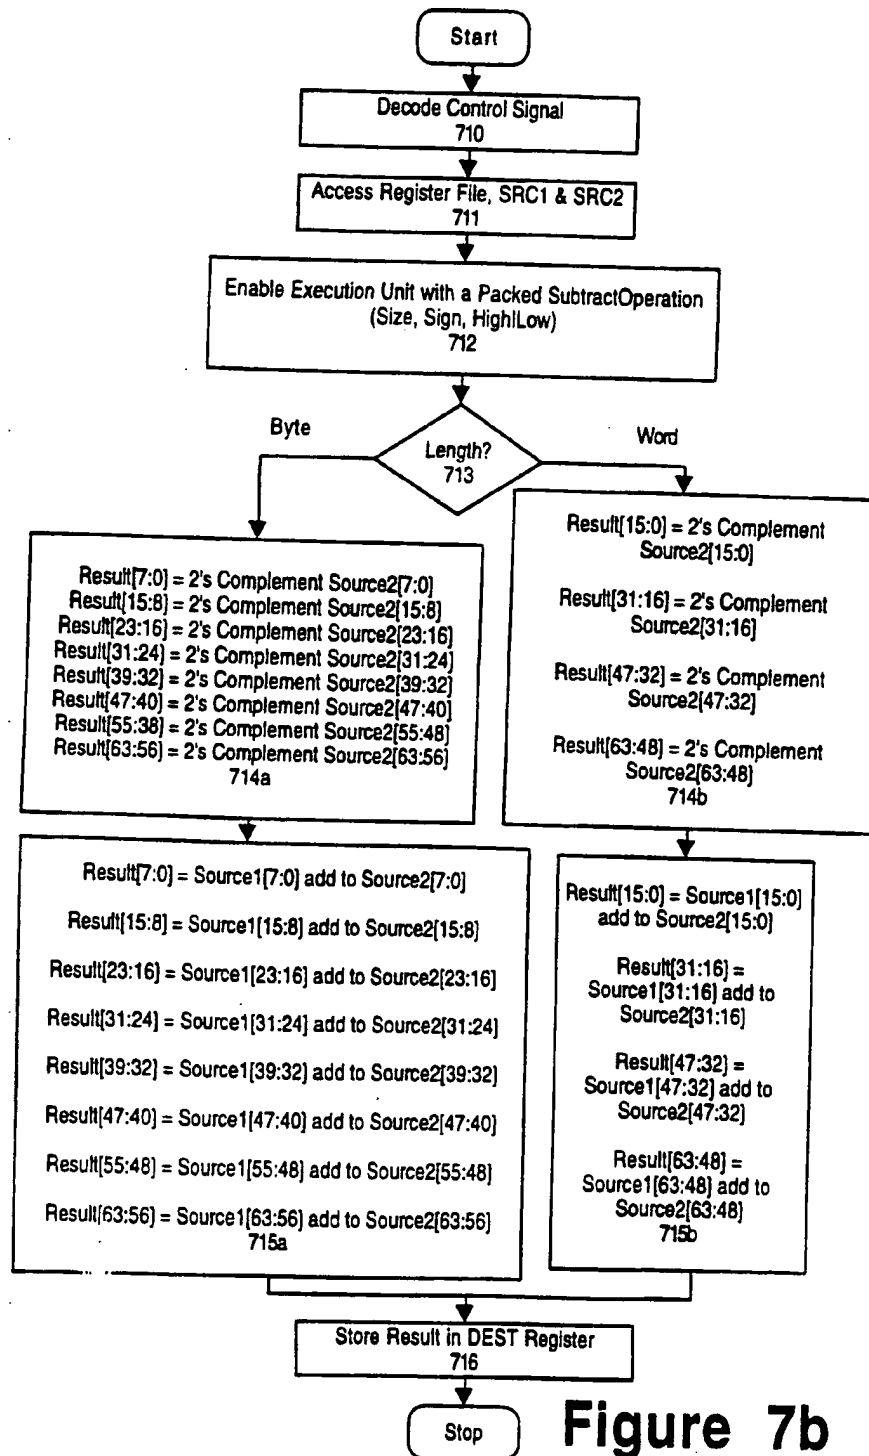 Start
Decode Control Signal
710
Access Register File, SRC1 & SRC2
711
Enable Execution Unit with a Packed SubtractOperation
(Size, Sign, High|Low)
712
Length?
713
Byte
Word
Result[7:0] = 2's Complement Source2[7:0]
Result[15:8] = 2's Complement Source2[15:8]
Result[23:16] = 2's Complement Source2[23:16]
Result[31:24] = 2's Complement Source2[31:24]
Result[39:32] = 2's Complement Source2[39:32]
Result[47:40] = 2's Complement Source2[47:40]
Result[55:38] = 2's Complement Source2[55:48]
Result[63:56] = 2's Complement Source2[63:56]
714a
Result[15:0] = 2's Complement
Source2[15:0]
Result[31:16] = 2's Complement
Source2[31:16]
Result[47:32] = 2's Complement
Source2[47:32]
Result[63:48] = 2's Complement
Source2[63:48]
714b
Result[7:0] = Source1[7:0] add to Source2[7:0]
Result[15:8] = Source1[15:8] add to Source2[15:8]
Result[23:16] = Source1[23:16] add to Source2[23:16]
Result[31:24] = Source1[31:24] add to Source2[31:24]
Result[39:32] = Source1[39:32] add to Source2[39:32]
Result[47:40] = Source1[47:40] add to Source2[47:40]
Result[55:48] = Source1[55:48] add to Source2[55:48]
Result[63:56] = Source1[63:56] add to Source2[63:56]
715a
Result[15:0] = Source1[15:0]
add to Source2[15:0]
Result[31:16] =
Source1[31:16] add to
Source2[31:16]
Result[47:32] =
Source1[47:32] add to
Source2[47:32]
Result[63:48] =
Source1[63:48] add to
Source2[63:48]
715b
Store Result in DEST Register
716
Stop
Figure 7b